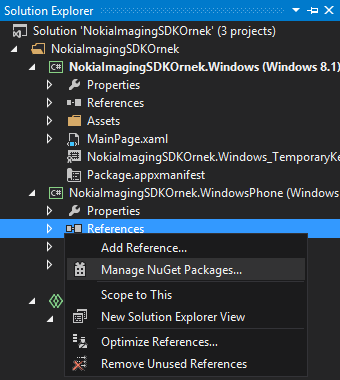 Solution Explorer
Solution 'NokiaImagingSDKOrnek' (3 projects)
NokiaImagingSDKOrnek
C# NokiaImagingSDKOrnek.Windows (Windows 8.1)
Properties
References
Assets
MainPage.xaml
NokiaImagingSDKOrnek.Windows_TemporaryKe
Package.appxmanifest
C# NokiaImagingSDKOrnek.WindowsPhone (Windows
Properties
References
Add Reference...
Manage NuGet Packages...
Scope to This
New Solution Explorer View
Optimize References...
Remove Unused References